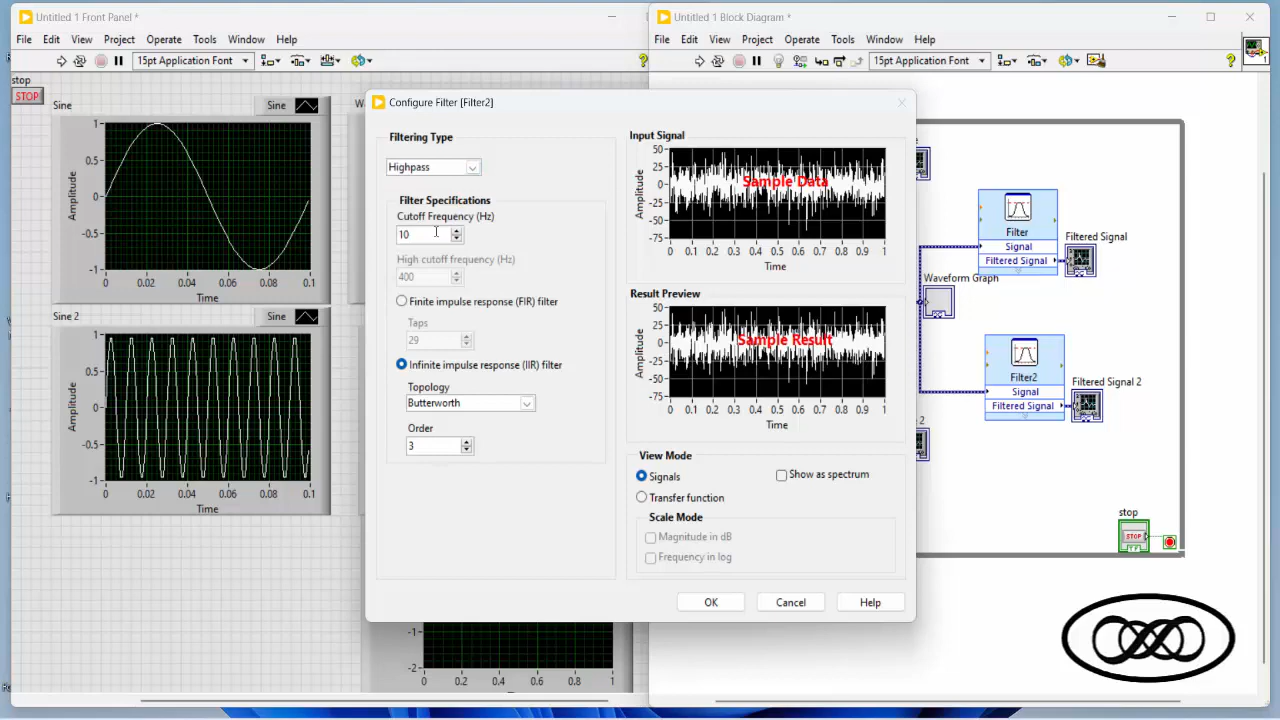 Untitled 1 Front Panel *
File Edit View Project Operate Tools Window Help
15pt Application Font
?
stop
STOP
Sine
Sine
1
0.5
0
-0.5
-1
Amplitude
0 0.02 0.04 0.06 0.08 0.1
Time
Sine 2
Sine
1
0.5
0
-0.5
-1
Amplitude
0 0.02 0.04 0.06 0.08 0.1
Time
-1
-2
0 0.2 0.4 0.6 0.8 1
Configure Filter [Filter2]
Filtering Type
Highpass
Filter Specifications
Cutoff Frequency (Hz)
10
High cutoff frequency (Hz)
400
Finite impulse response (FIR) filter
Taps
29
Infinite impulse response (IIR) filter
Topology
Butterworth
Order
3
Input Signal
50
25
0
-25
-50
-75
Amplitude
Sample Data
0 0.1 0.2 0.3 0.4 0.5 0.6 0.7 0.8 0.9 1
Time
Result Preview
50
25
0
-25
-50
-75
Amplitude
Sample Result
0 0.1 0.2 0.3 0.4 0.5 0.6 0.7 0.8 0.9 1
Time
View Mode
Signals
Show as spectrum
Transfer function
Scale Mode
Magnitude in dB
Frequency in log
OK
Cancel
Help
Untitled 1 Block Diagram *
File Edit View Project Operate Tools Window Help
15pt Application Font
?
1
Filter
Signal
Filtered Signal
Filtered Signal
Waveform Graph
Filter2
Signal
Filtered Signal
Filtered Signal 2
2
stop
STOP
TF